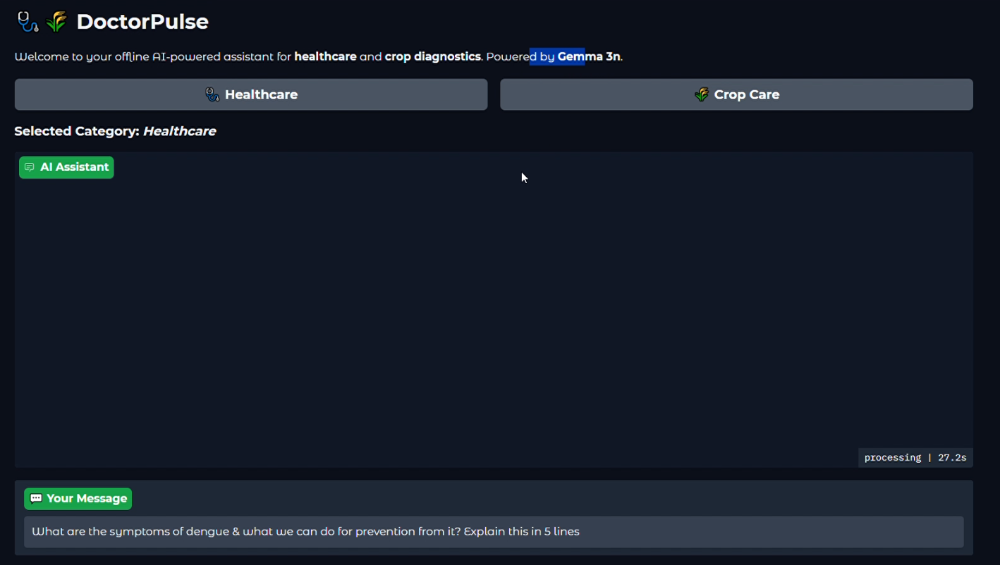 DoctorPulse
Welcome to your offline AI-powered assistant for healthcare and crop diagnostics. Powered by Gemma 3n.
Healthcare
Crop Care
Selected Category: Healthcare
AI Assistant
processing | 27.2s
Your Message
What are the symptoms of dengue & what we can do for prevention from it? Explain this in 5 lines